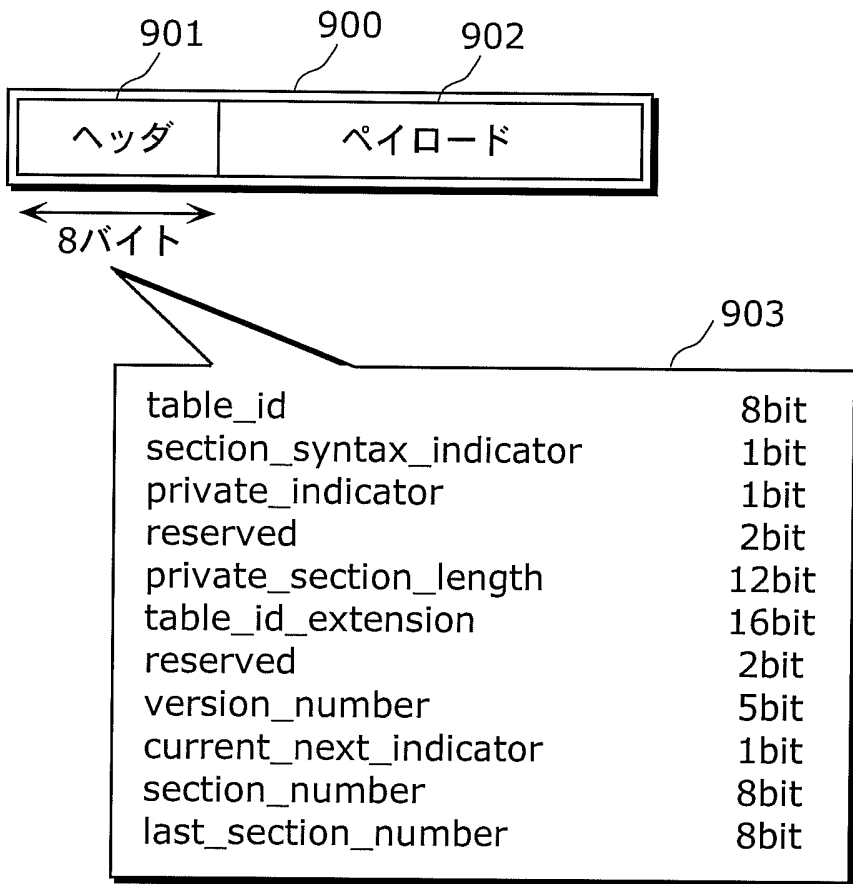 901
900
902
ヘッダ
ペイロード
8バイト
903
table_id 8bit
section_syntax_indicator 1bit
private_indicator 1bit
reserved 2bit
private_section_length 12bit
table_id_extension 16bit
reserved 2bit
version_number 5bit
current_next_indicator 1bit
section_number 8bit
last_section_number 8bit